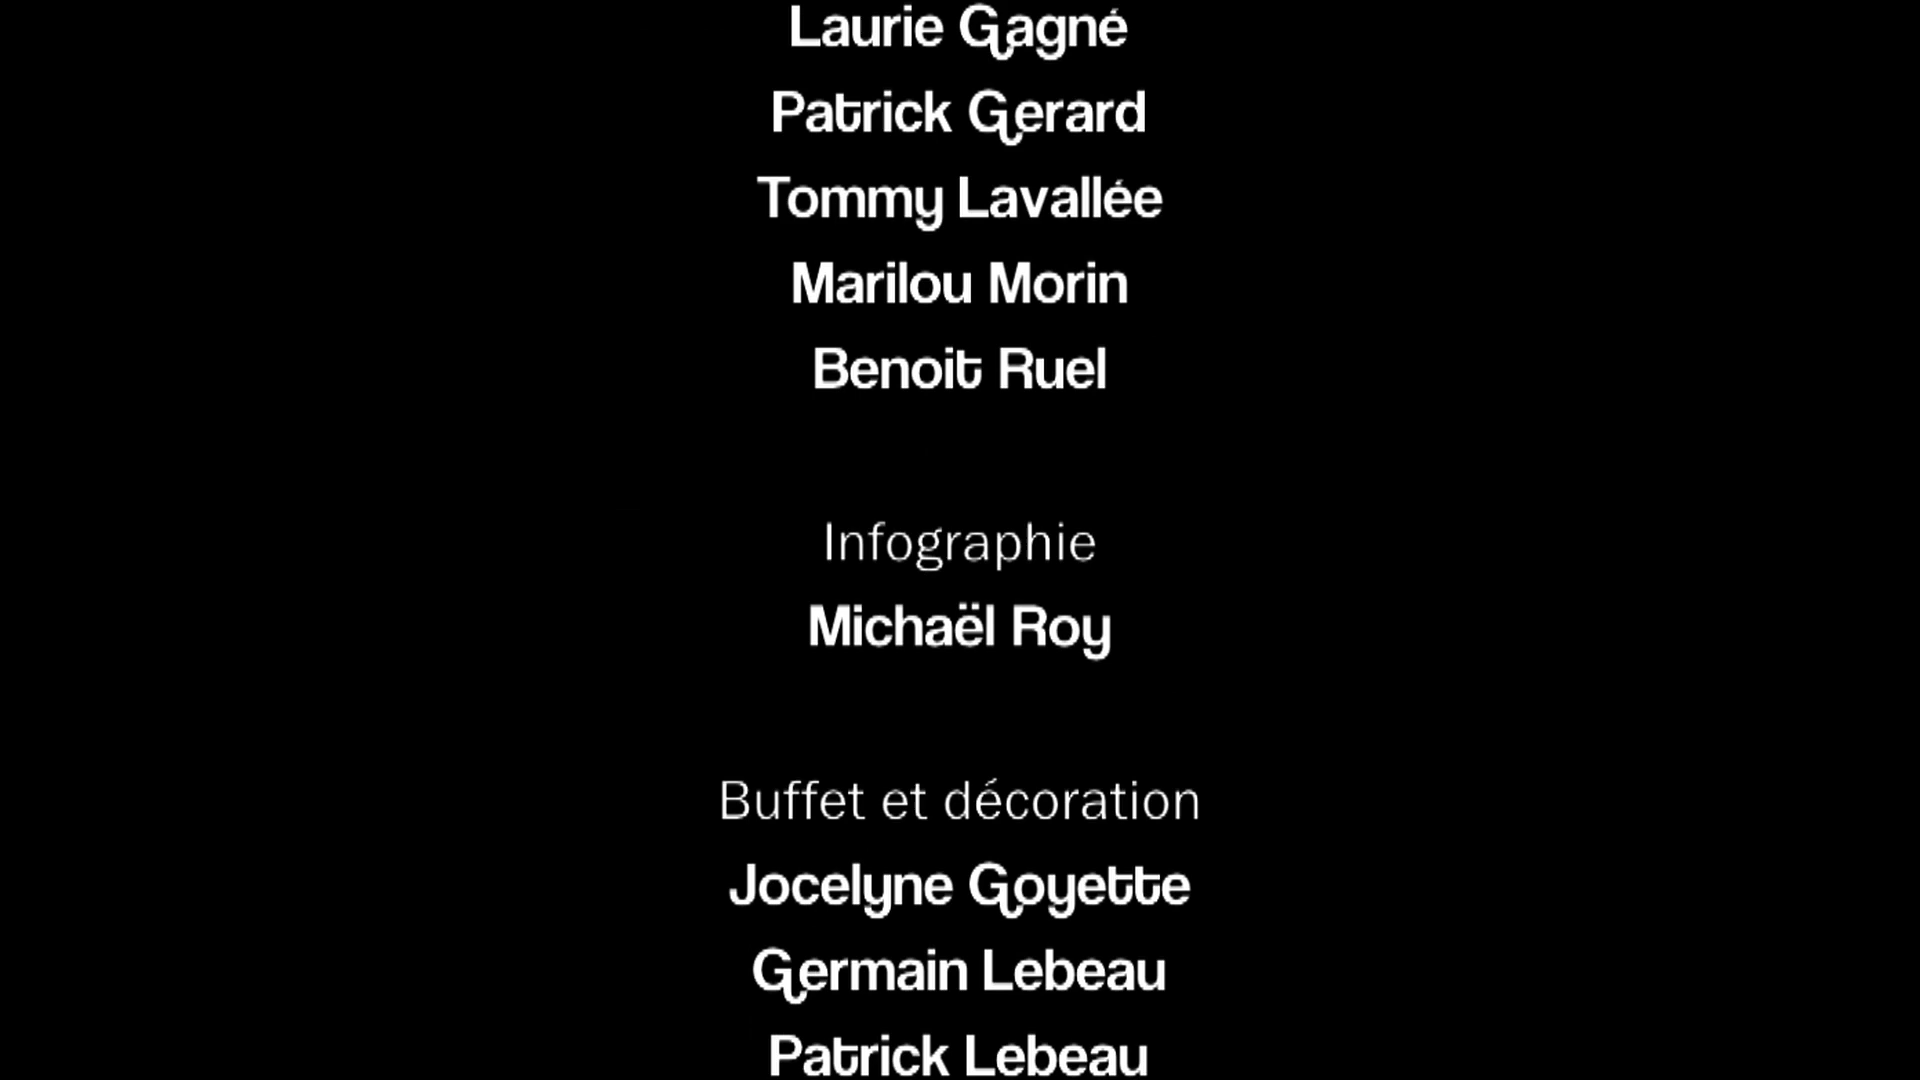 Laurie Gagné
Patrick Gerard
Tommy Lavallée
Marilou Morin
Benoit Ruel
Infographie
Michaël Roy
Buffet et décoration
Jocelyne Goyette
Germain Lebeau
Patrick Lebeau